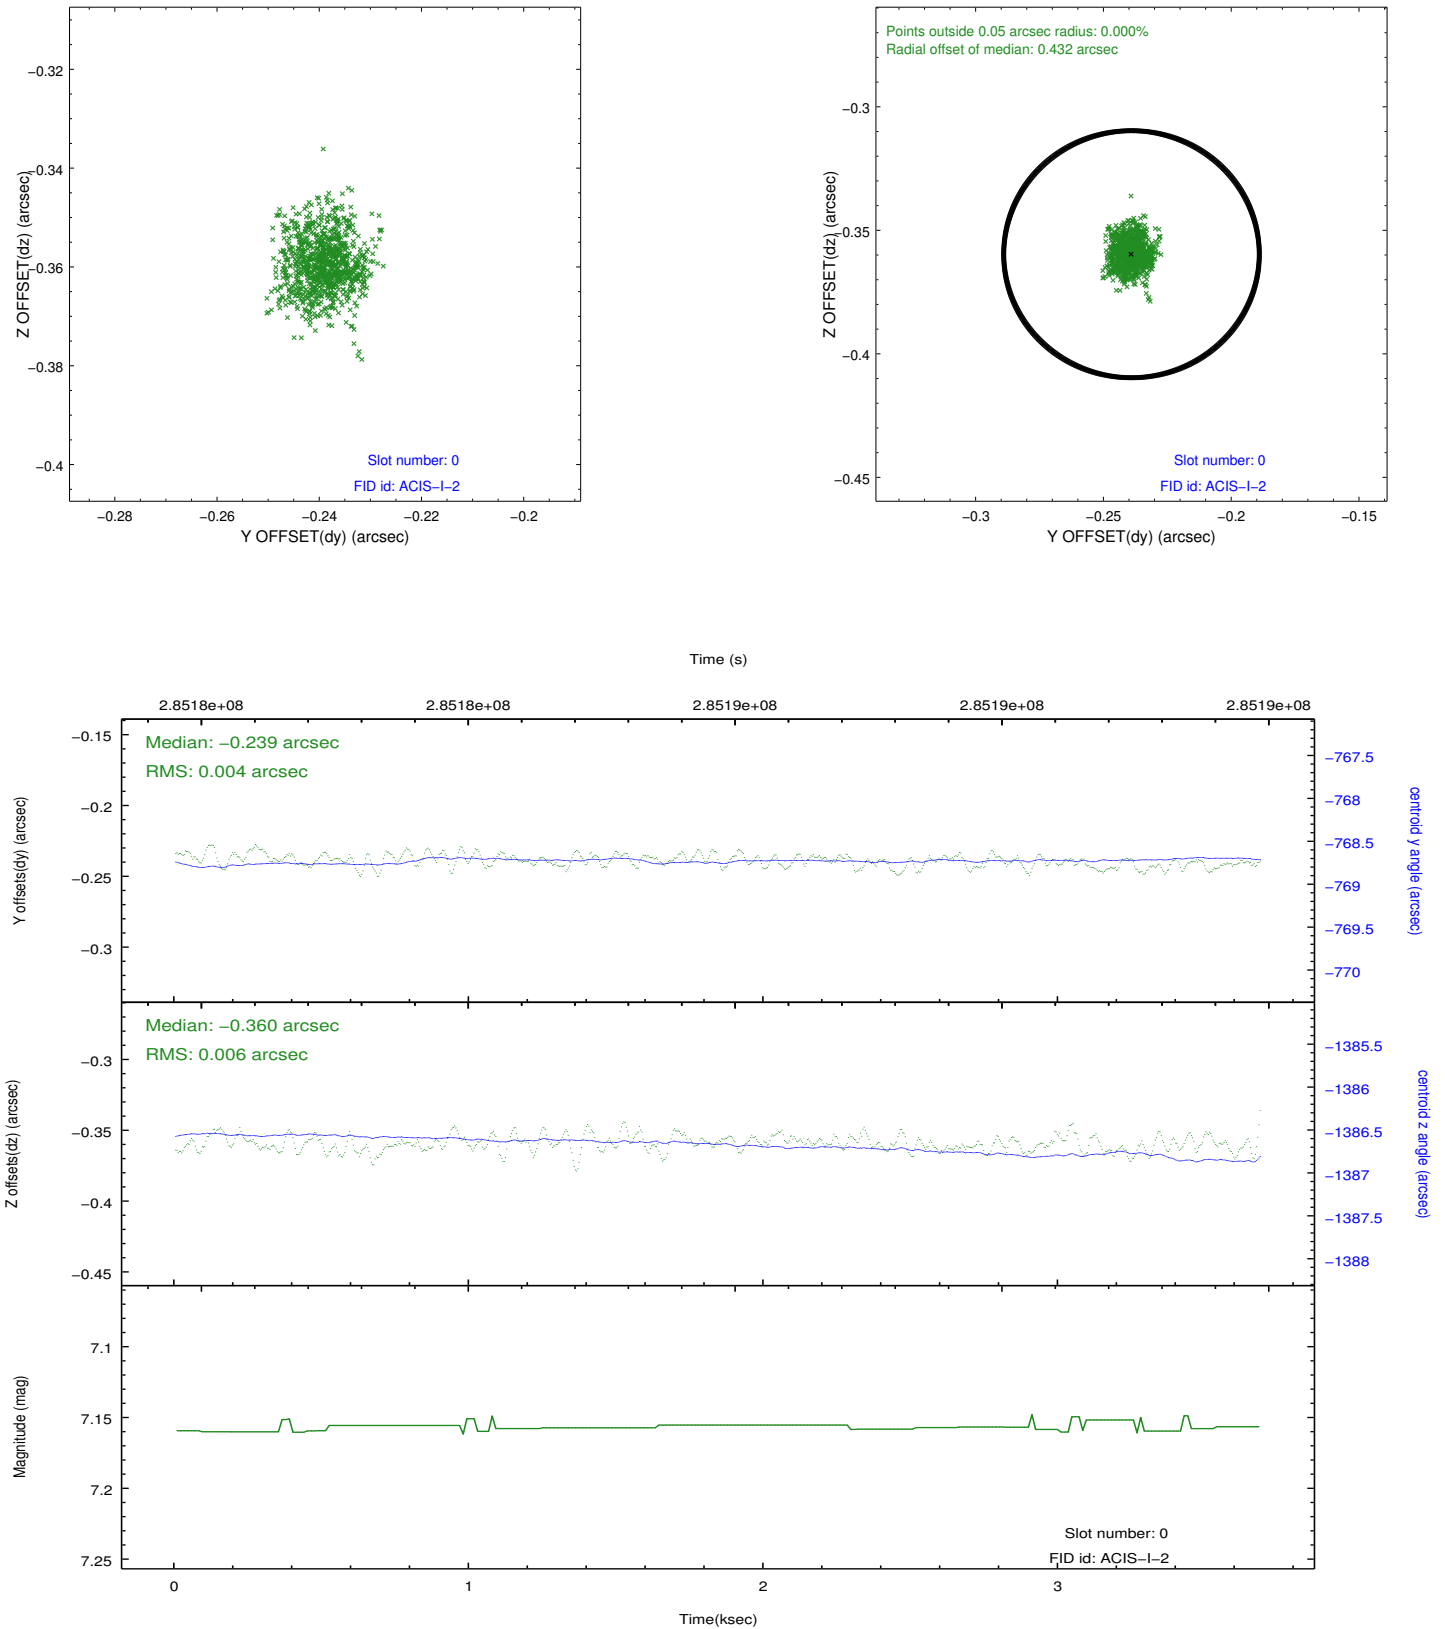 −0.32
−0.34
−0.36
−0.38
−0.4
Z OFFSET(dz) (arcsec)
Slot number: 0
FID id: ACIS−I−2
−0.28
−0.26
−0.24
−0.22
−0.2
Y OFFSET(dy) (arcsec)
Points outside 0.05 arcsec radius: 0.000%
Radial offset of median: 0.432 arcsec
−0.3
−0.35
−0.4
−0.45
Z OFFSET(dz) (arcsec)
Slot number: 0
FID id: ACIS−I−2
−0.3
−0.25
−0.2
−0.15
Y OFFSET(dy) (arcsec)
Time (s)
2.8518e+08
2.8518e+08
2.8519e+08
2.8519e+08
2.8519e+08
Median: −0.239 arcsec
RMS: 0.004 arcsec
−0.15
−0.2
−0.25
−0.3
Y offsets(dy) (arcsec)
−767.5
−768
−768.5
−769
−769.5
−770
centroid y angle (arcsec)
Median: −0.360 arcsec
RMS: 0.006 arcsec
−0.3
−0.35
−0.4
−0.45
Z offsets(dz) (arcsec)
−1385.5
−1386
−1386.5
−1387
−1387.5
−1388
centroid z angle (arcsec)
7.1
7.15
7.2
7.25
Magnitude (mag)
Slot number: 0
FID id: ACIS−I−2
0
1
2
3
Time(ksec)